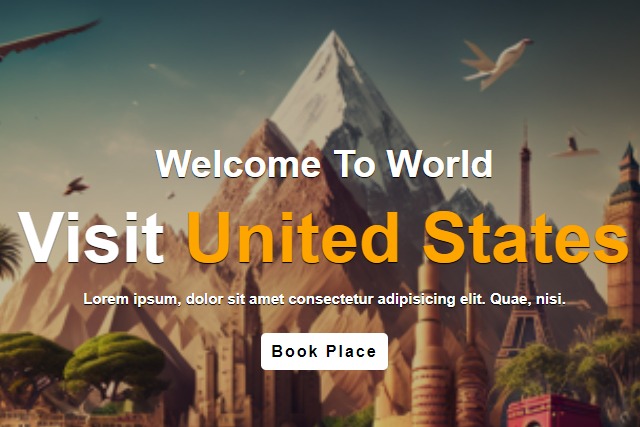 Welcome To World
Visit United States
Lorem ipsum, dolor sit amet consectetur adipisicing elit. Quae, nisi.
Book Place